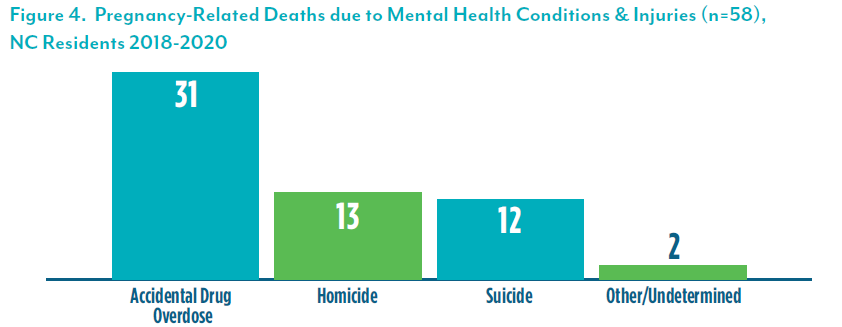 Figure 4. Pregnancy-Related Deaths due to Mental Health Conditions & Injuries (n=58),
NC Residents 2018-2020
31
13
12
2
Accidental Drug
Overdose
Homicide
Suicide
Other/Undetermined